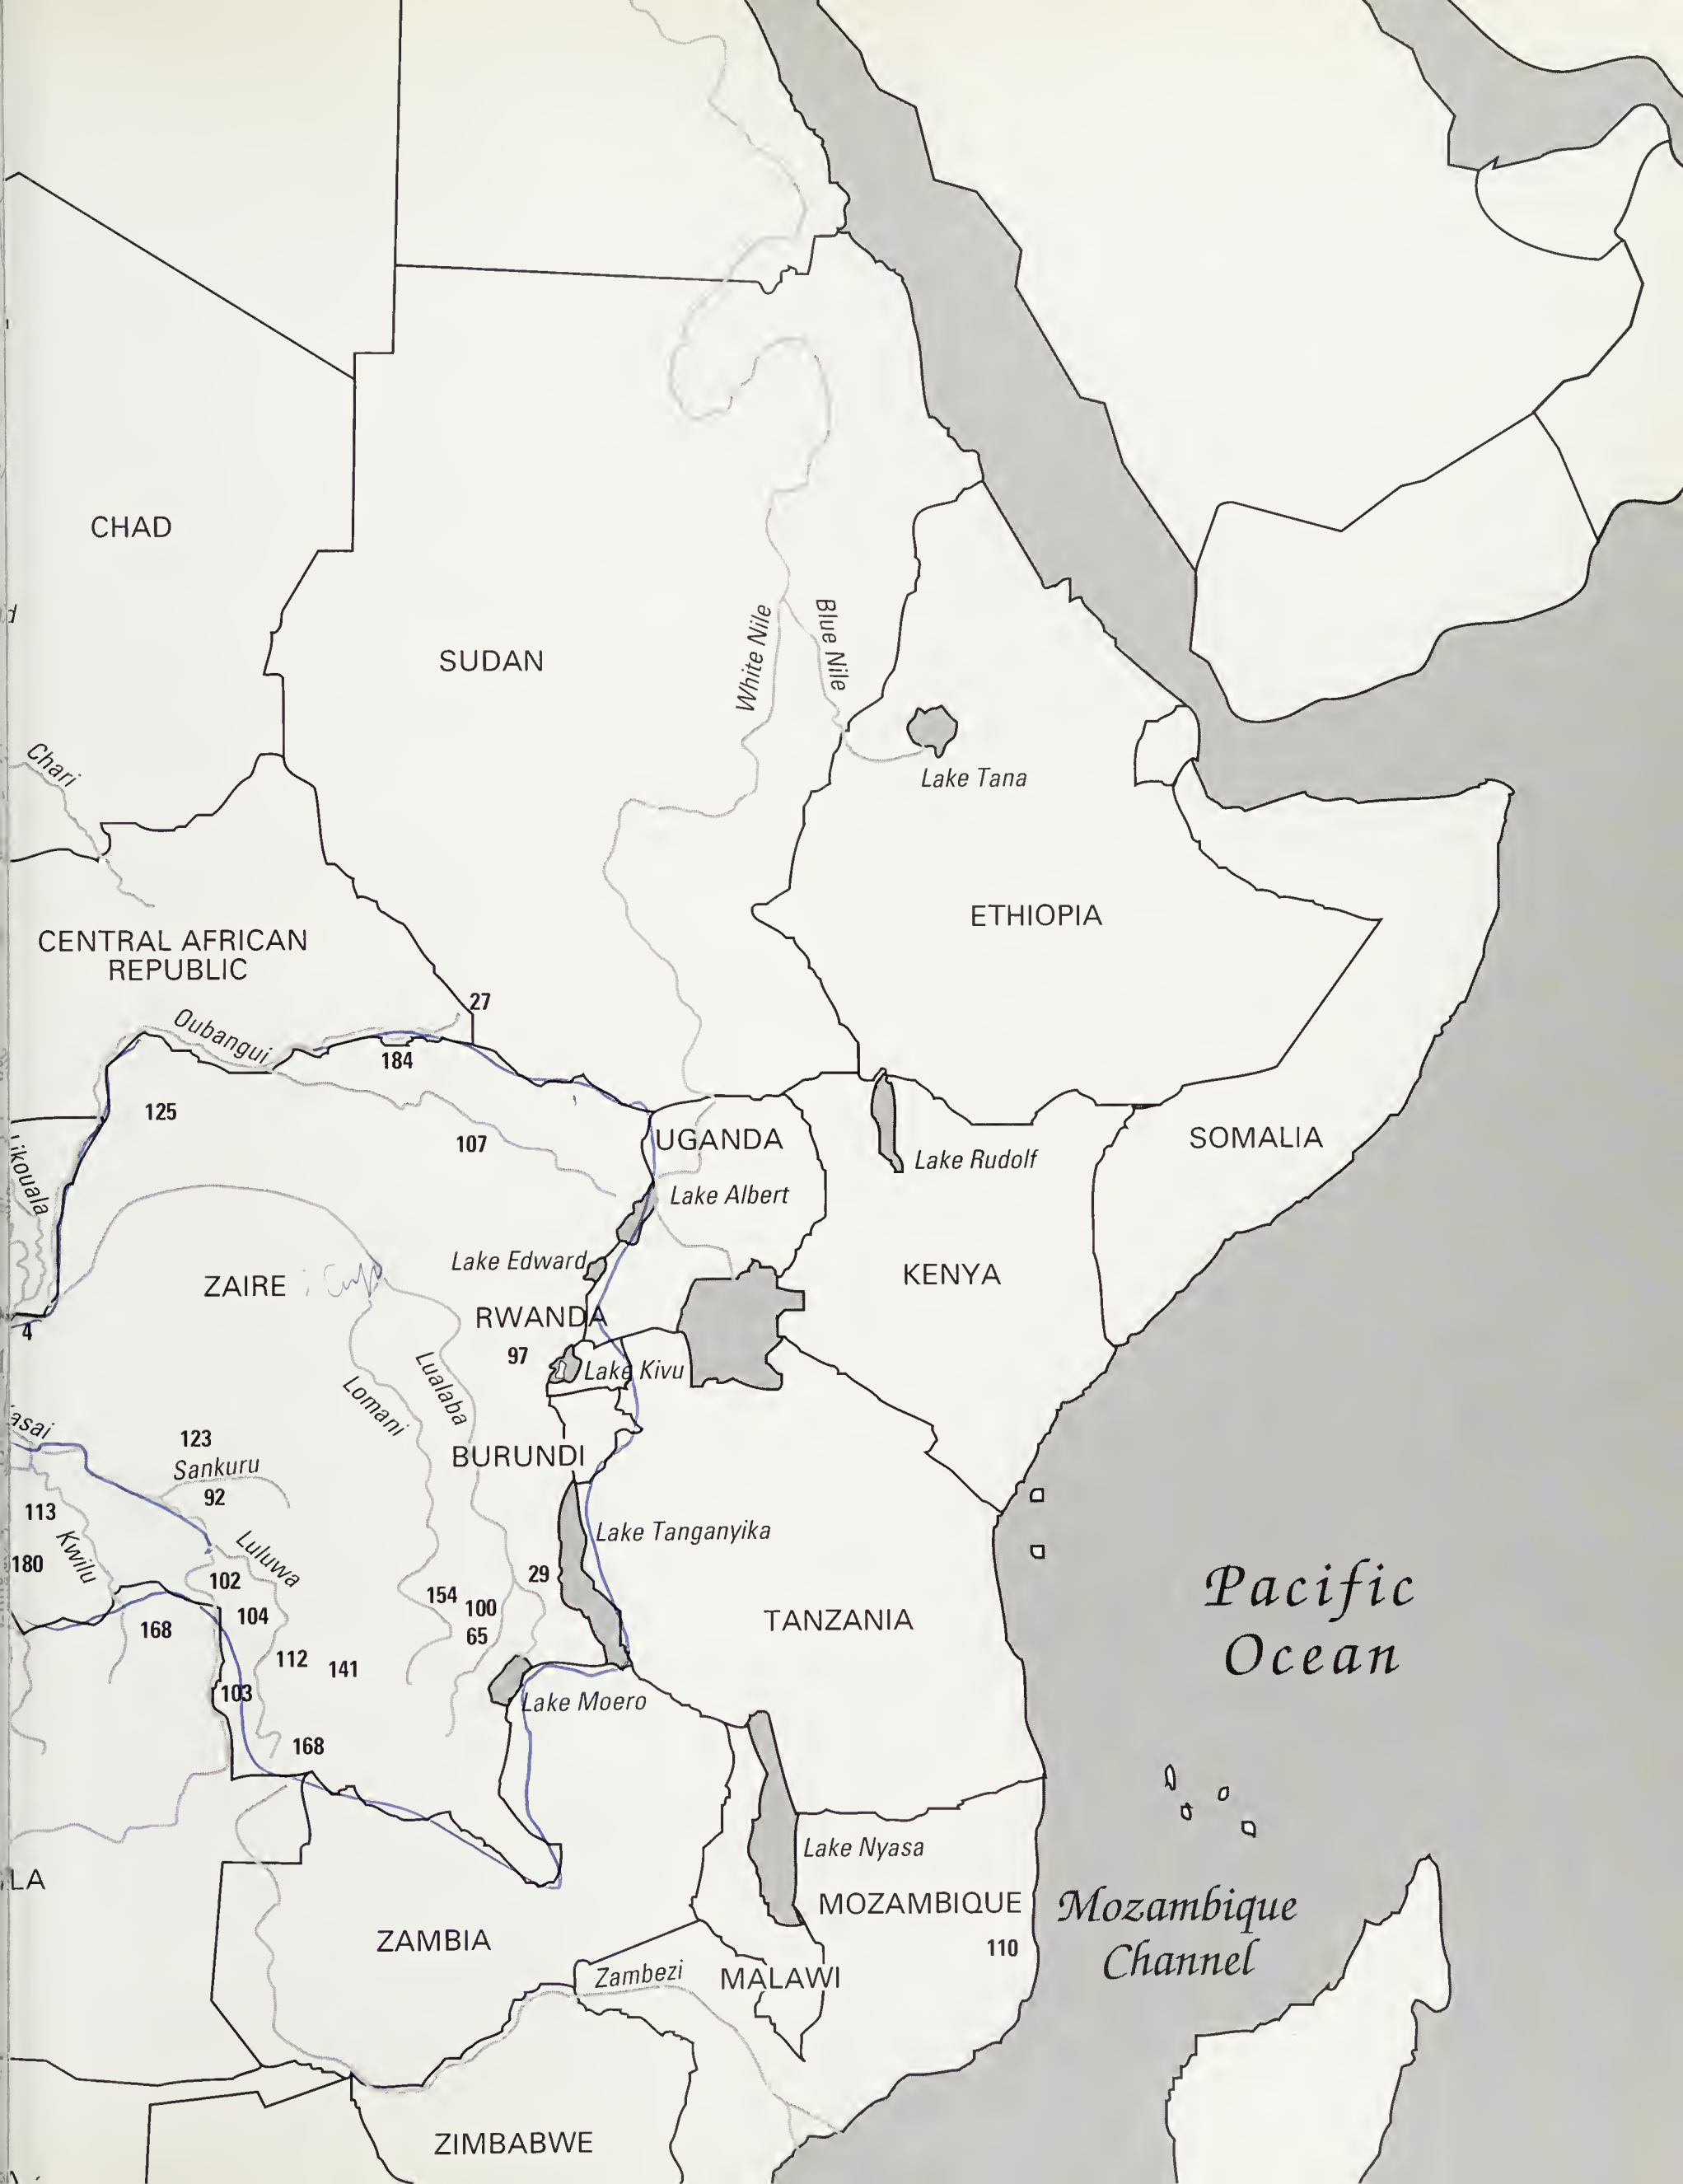 CHAD
SUDAN
White Nile
Blue Nile
Chari
Lake Tana
ETHIOPIA
CENTRAL AFRICAN
REPUBLIC
27
Oubangui
184
125
107
UGANDA
SOMALIA
Lake Rudolf
Likouala
Lake Albert
Lake Edward
ZAIRE
KENYA
RWANDA
4
97
Lake Kivu
Lualaba
Lomani
asai
123
Sankuru
92
BURUNDI
113
Kwilu
Luluwa
Lake Tanganyika
180
102
29
154
100
65
104
168
TANZANIA
Pacific
Ocean
112
141
103
Lake Moero
168
Lake Nyasa
LA
MOZAMBIQUE
Mozambique
Channel
ZAMBIA
110
Zambezi
MALAWI
ZIMBABWE